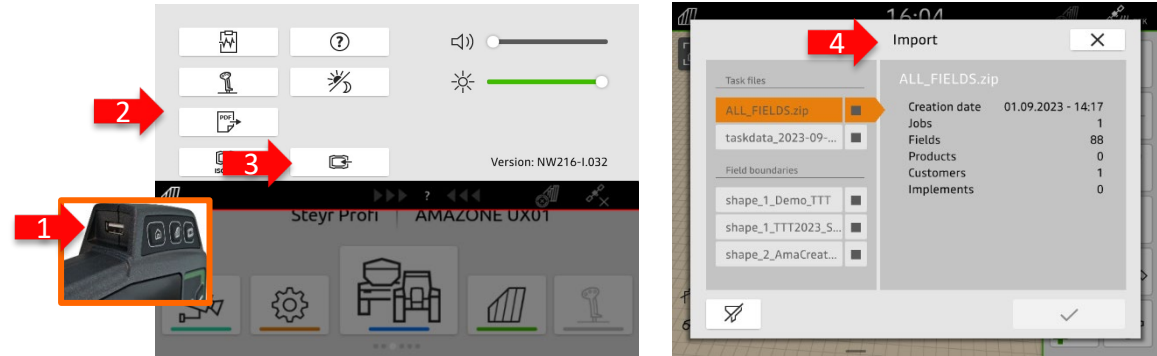 2
PDF
3
ISO
Version: NW216-I.032
1
?
Steyr Profi
AMAZONE UX01
16:04
4
Import
Task files
ALL_FIELDS.zip
taskdata_2023-09-...
Field boundaries
shape_1_Demo_TTT
shape_1_TTT2023_S...
shape_2_AmaCreat...
ALL_FIELDS.zip
Creation date 01.09.2023 - 14:17
Jobs 1
Fields 88
Products 0
Customers 1
Implements 0